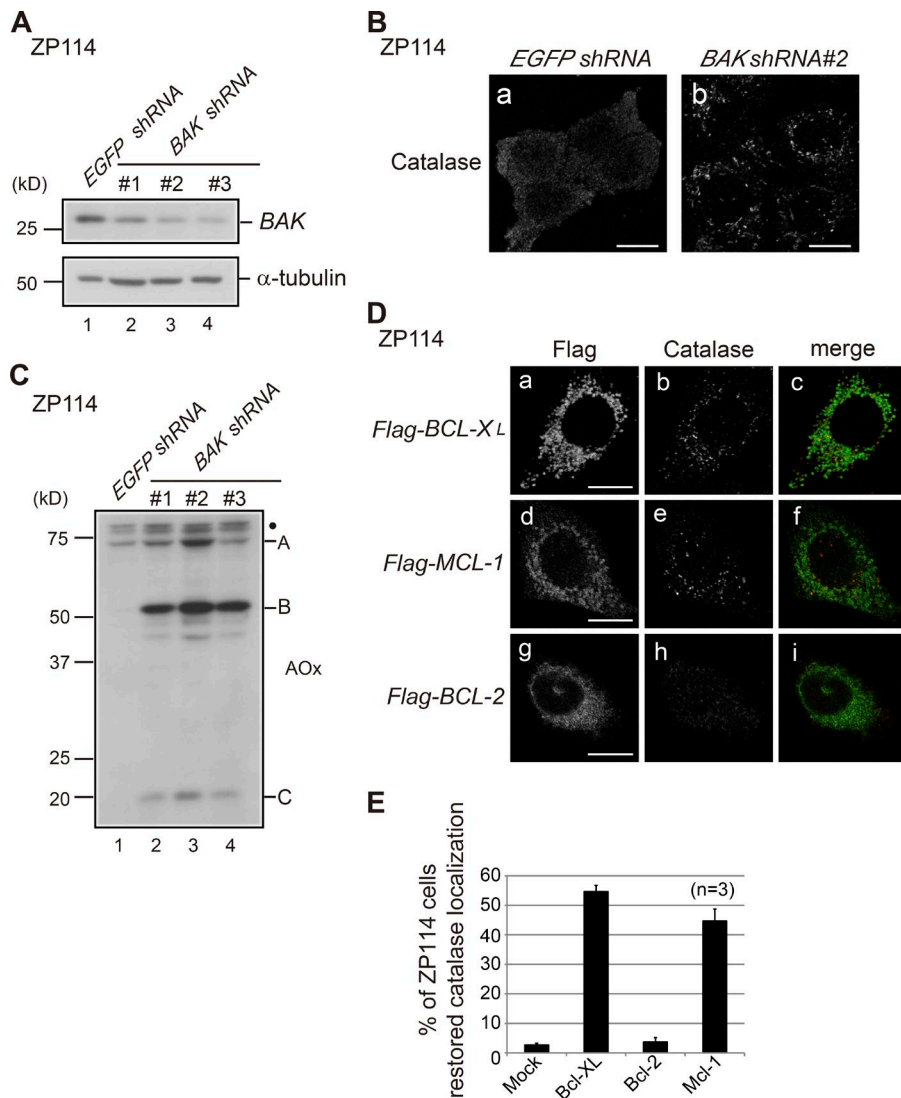 A
ZP114
EGFP shRNA
BAK shRNA
(kD) #1 #2 #3
25 BAK
50 α-tubulin
1 2 3 4
B
ZP114
EGFP shRNA BAK shRNA#2
a b
Catalase
C
ZP114
EGFP shRNA
BAK shRNA
(kD) #1 #2 #3
75 •
A
50 B
37 AOx
25
20 C
1 2 3 4
D
ZP114
Flag Catalase merge
a b c
Flag-BCL-XL
d e f
Flag-MCL-1
g h i
Flag-BCL-2
E
% of ZP114 cells
restored catalase localization
60
50
40
30
20
10
0
(n=3)
Mock Bcl-XL Bcl-2 Mcl-1